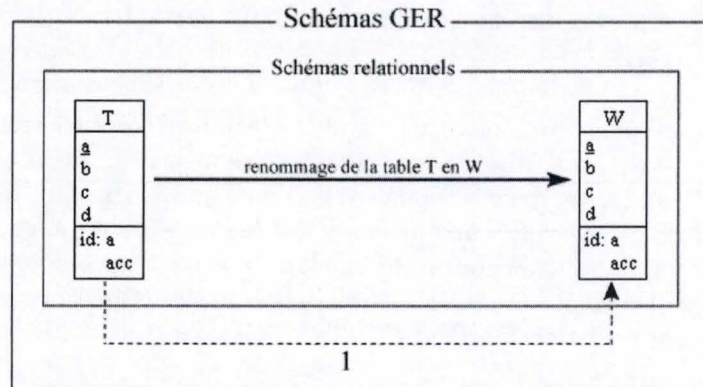 Schémas GER
Schémas relationnels
T
a
b
c
d
id: a
acc
renommage de la table T en W
W
a
b
c
d
id: a
acc
1